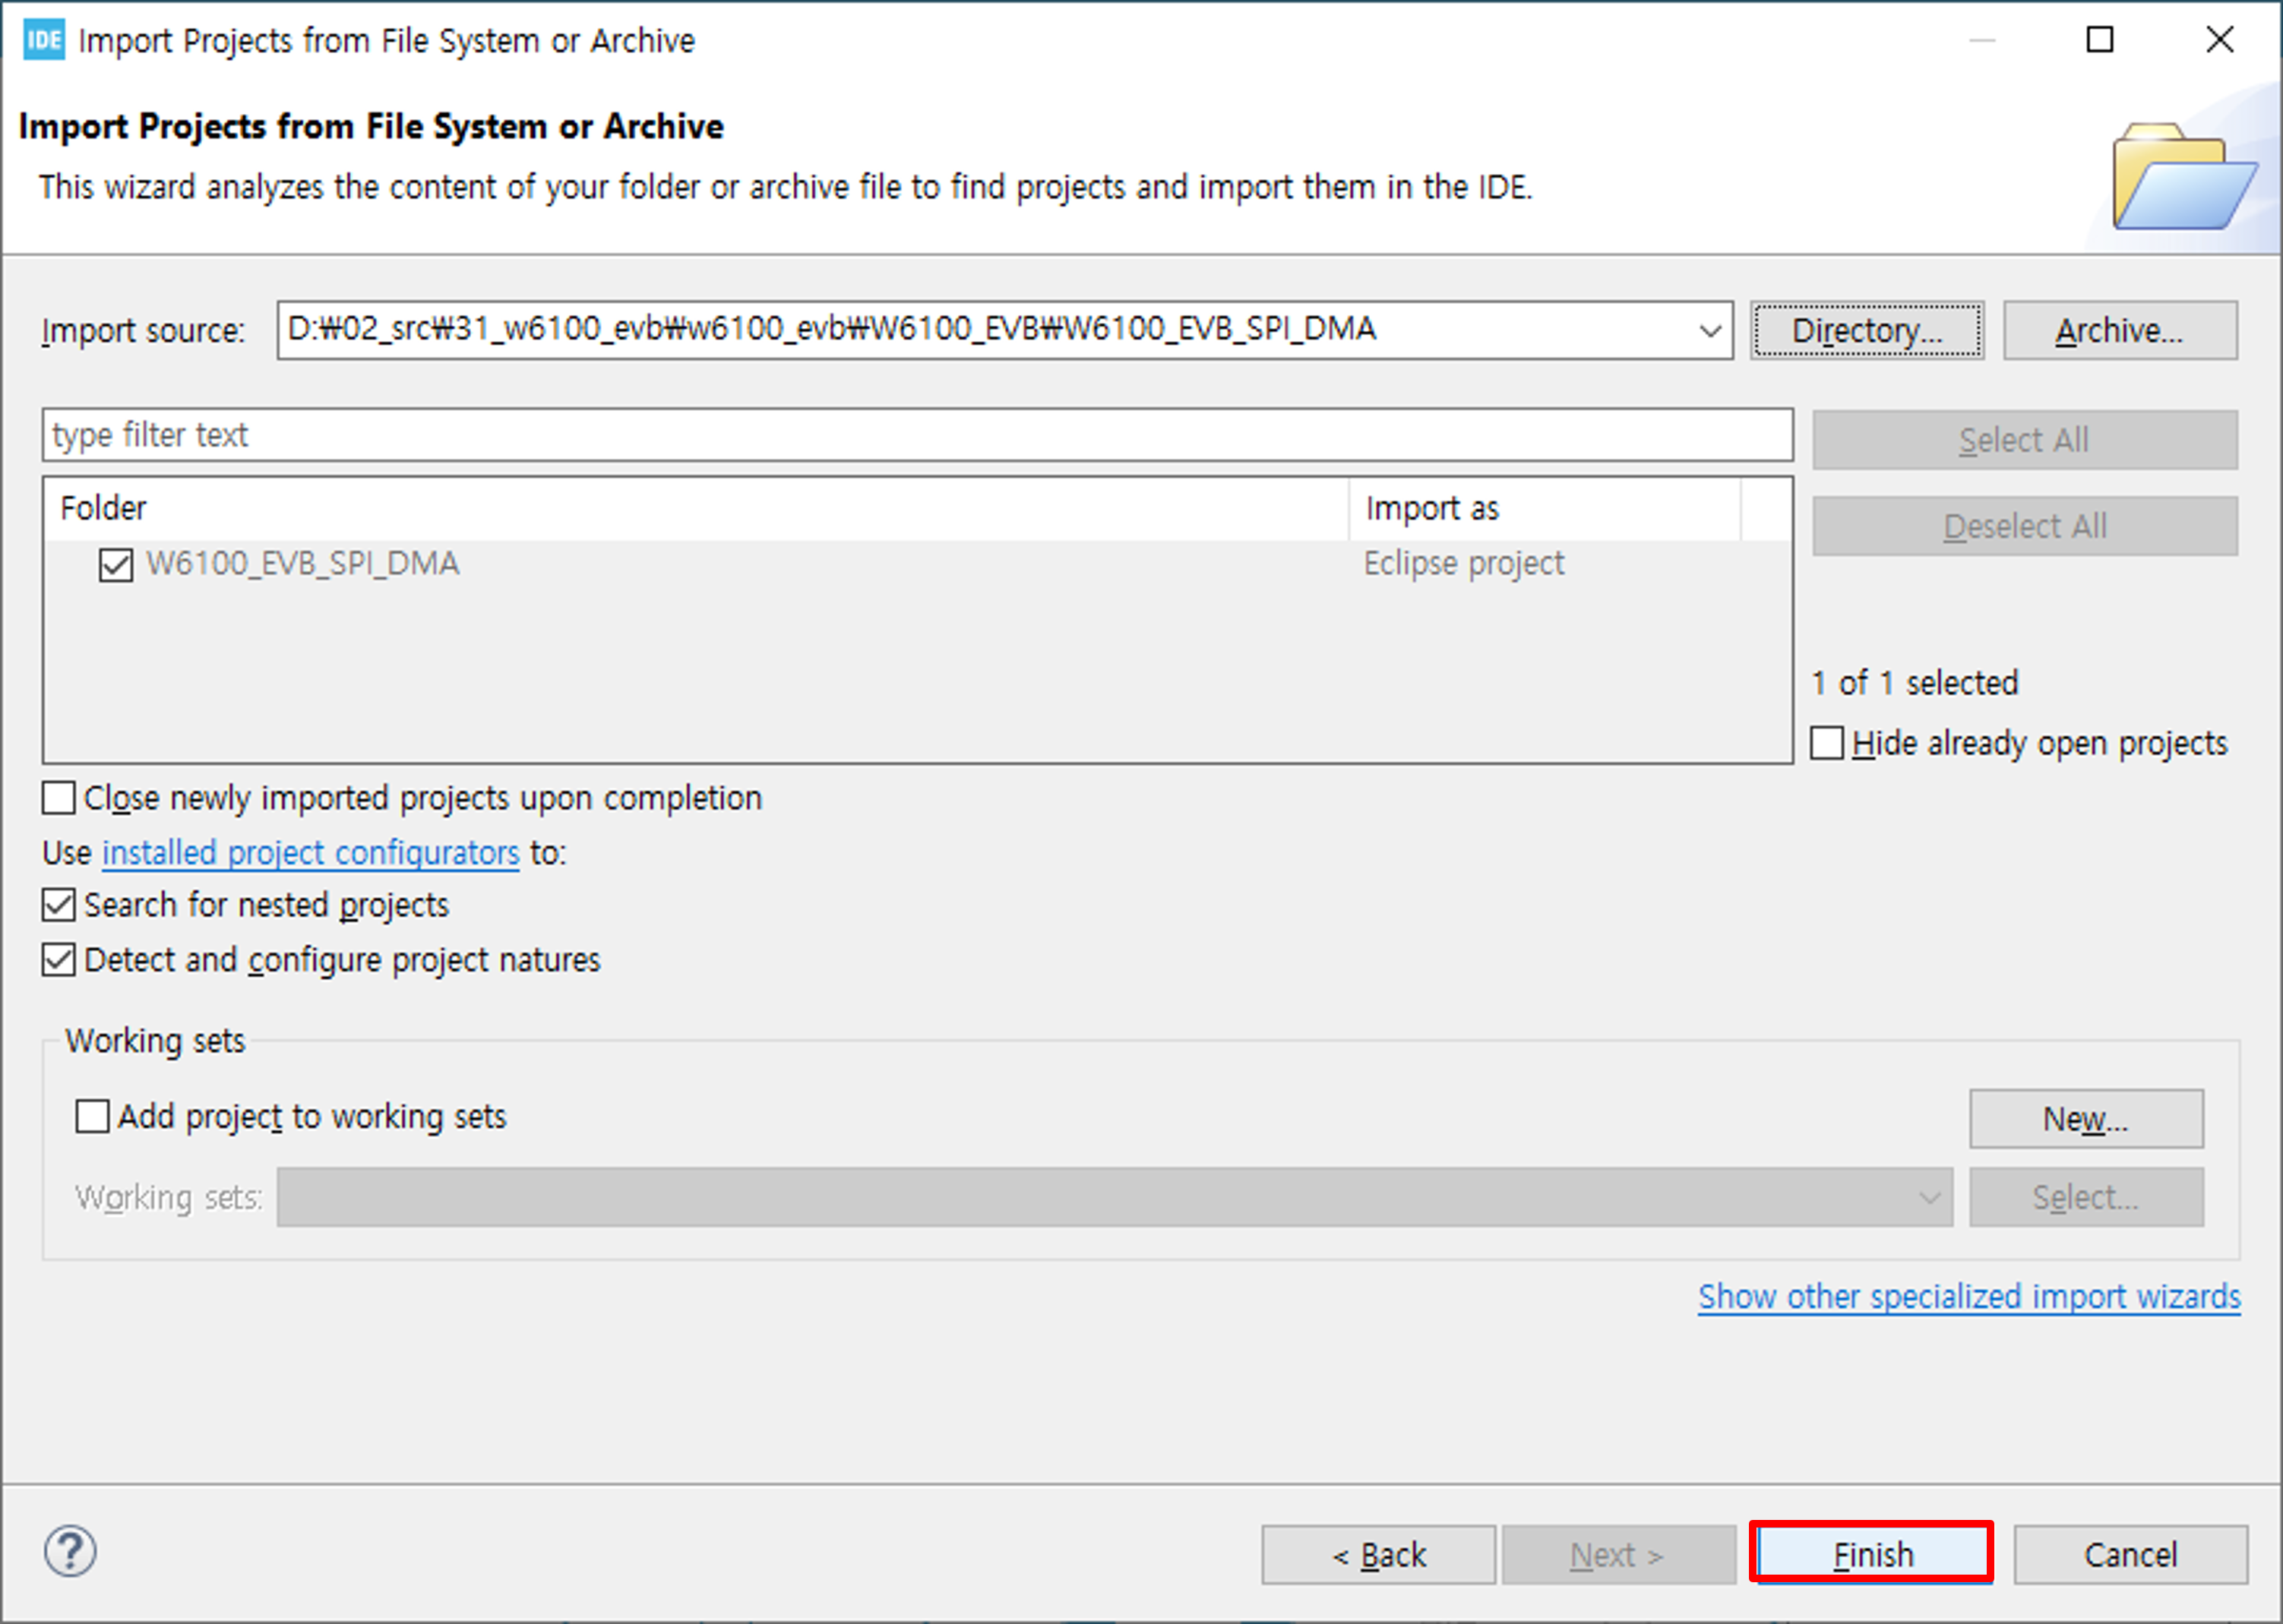 IDE Import Projects from File System or Archive
Import Projects from File System or Archive
This wizard analyzes the content of your folder or archive file to find projects and import them in the IDE.
Import source: D:₩02_src₩31_w6100_evb₩w6100_evb₩W6100_EVB₩W6100_EVB_SPI_DMA Directory... Archive...
type filter text Select All
Folder Import as
Deselect All
W6100_EVB_SPI_DMA Eclipse project
1 of 1 selected
Hide already open projects
Close newly imported projects upon completion
Use installed project configurators to:
Search for nested projects
Detect and configure project natures
Working sets
Add project to working sets New...
Working sets: Select...
Show other specialized import wizards
? < Back Next > Finish Cancel